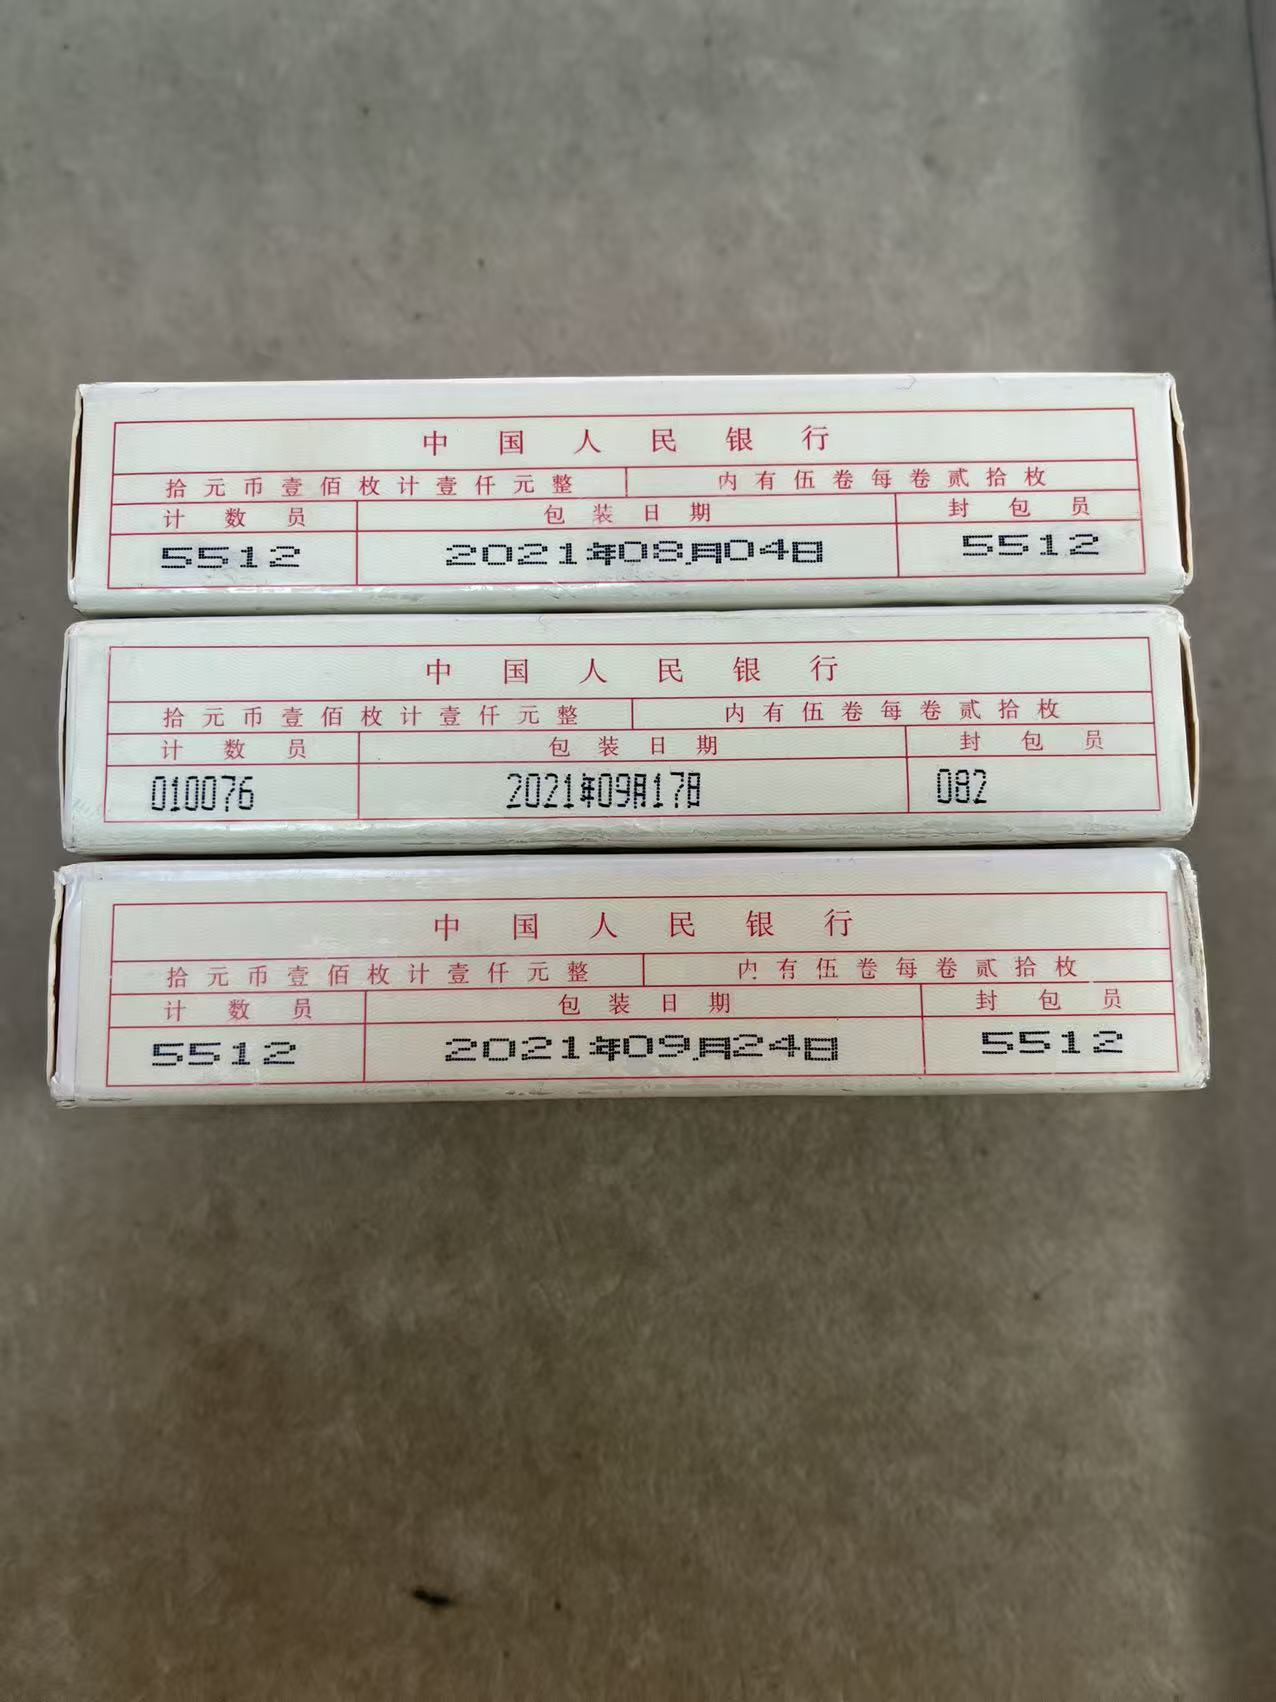 中国人民银行
拾元币壹佰枚计壹仟元整 内有伍卷每卷贰拾枚
计数员 包装日期 封包员
5512 2021年08月04日 5512
中国人民银行
拾元币壹佰枚计壹仟元整 内有伍卷每卷贰拾枚
计数员 包装日期 封包员
010076 2021年09月17日 082
中国人民银行
拾元币壹佰枚计壹仟元整 内有伍卷每卷贰拾枚
计数员 包装日期 封包员
5512 2021年09月24日 5512